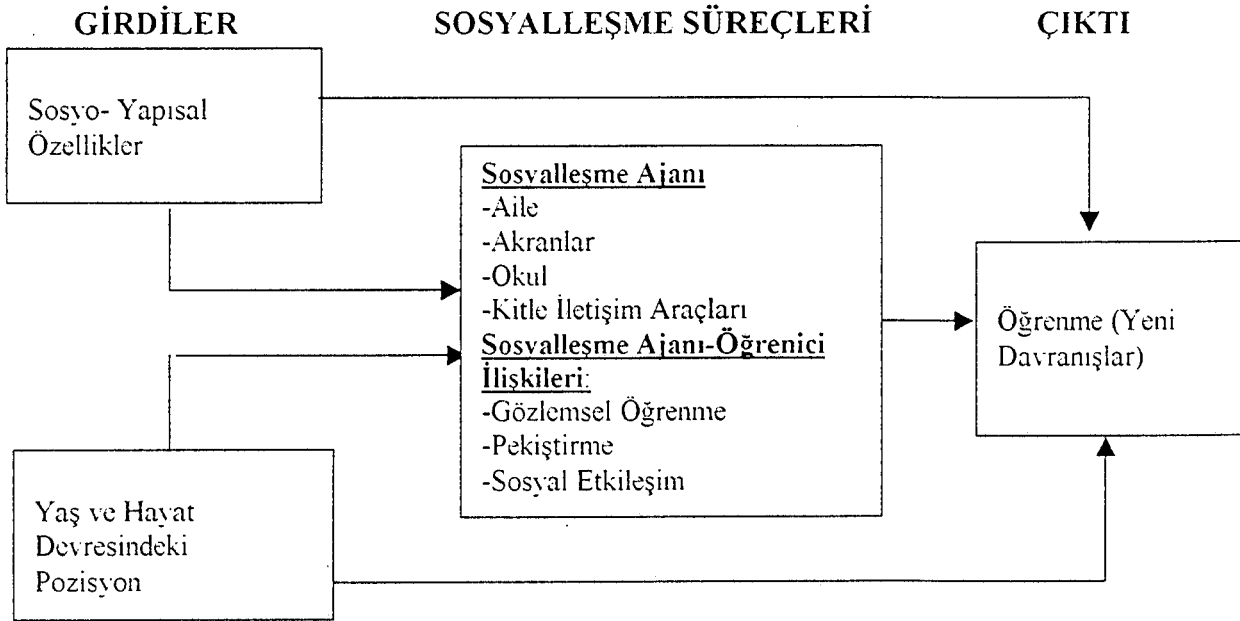 GİRDİLER
SOSYALLEŞME SÜREÇLERİ
ÇIKTI
Sosyo- Yapısal
Özellikler
Sosyalleşme Ajanı
-Aile
-Akranlar
-Okul
-Kitle İletişim Araçları
Sosyalleşme Ajanı-Öğrenici
İlişkileri:
-Gözlemsel Öğrenme
-Pekiştirme
-Sosyal Etkileşim
Öğrenme (Yeni
Davranışlar)
Yaş ve Hayat
Devresindeki
Pozisyon